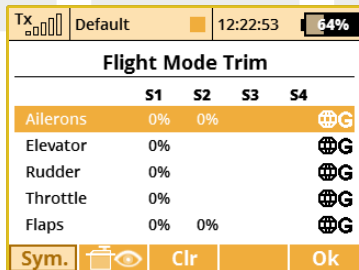 Tx Default 12:22:53 64%
Flight Mode Trim
S1 S2 S3 S4
Ailerons 0% 0% G
Elevator 0% G
Rudder 0% G
Throttle 0% G
Flaps 0% 0% G
Sym. Clr Ok